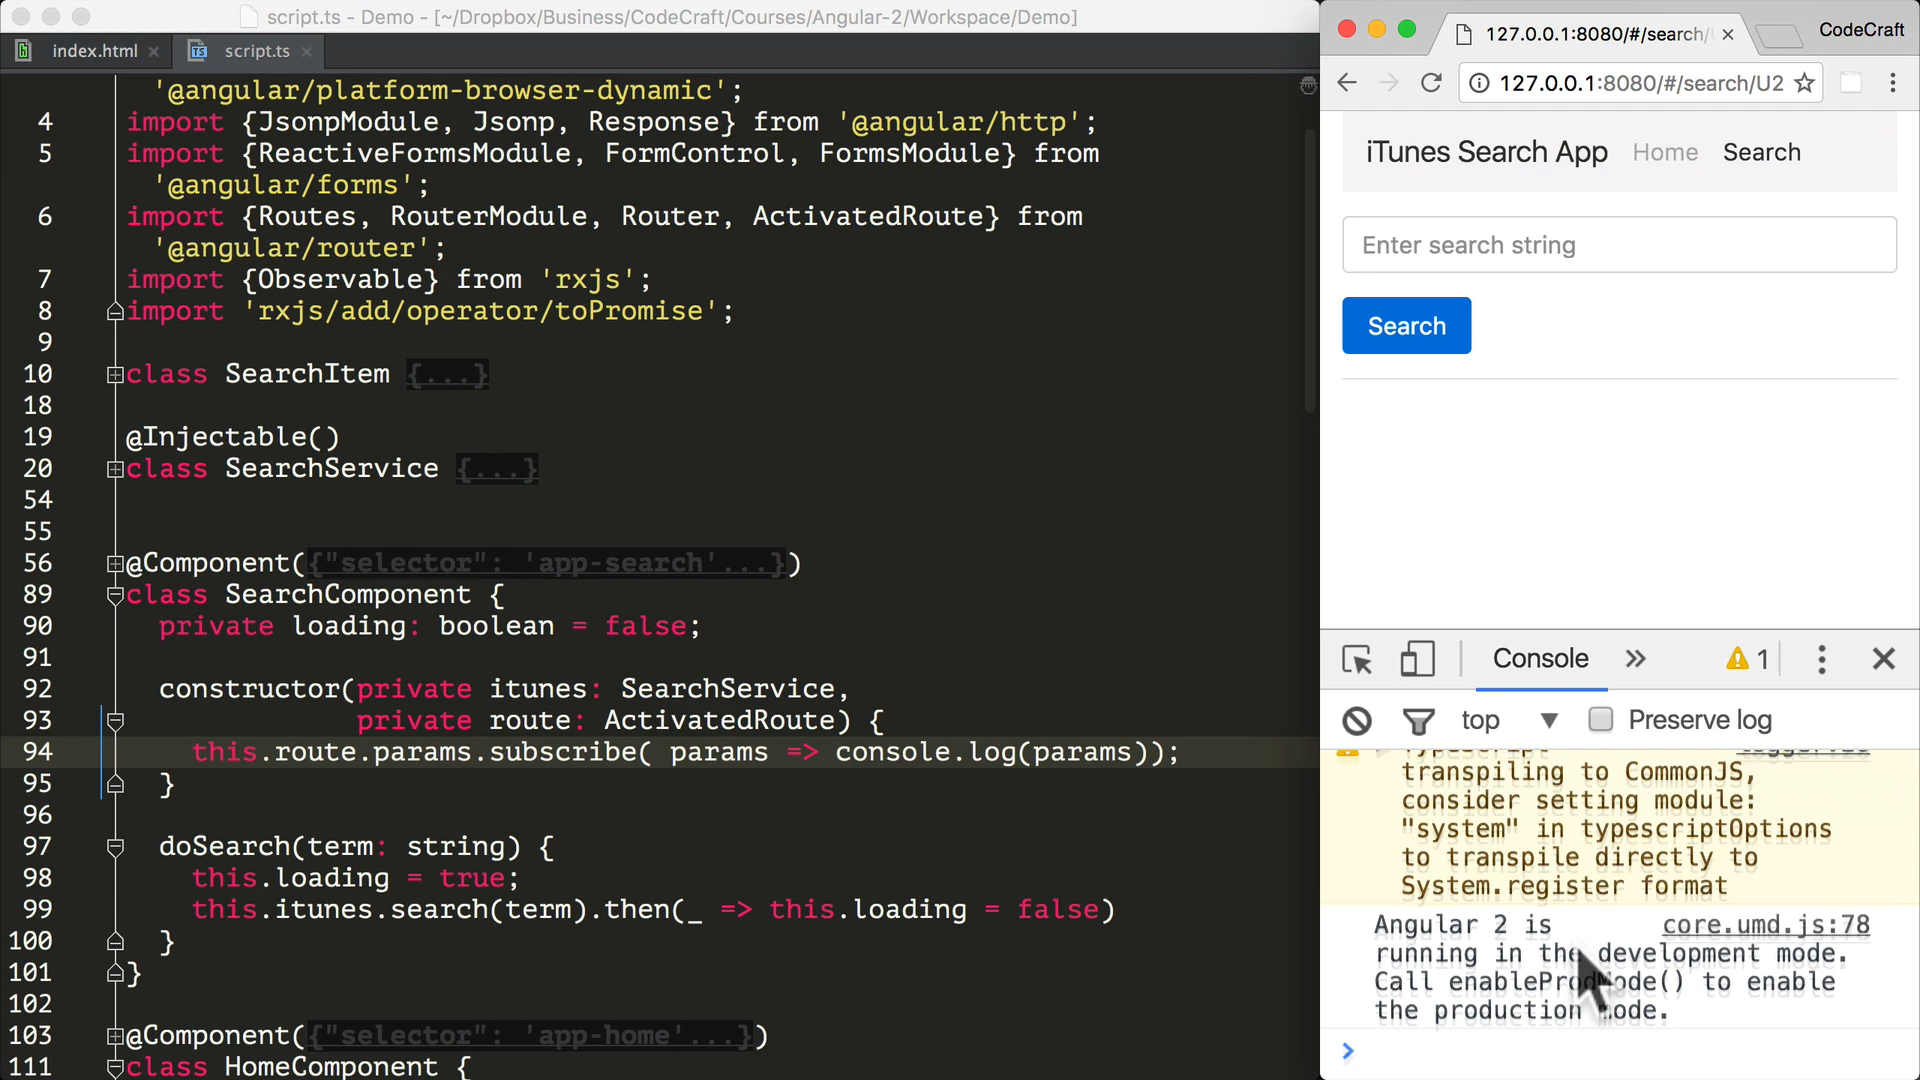 script.ts - Demo - [~/Dropbox/Business/CodeCraft/Courses/Angular-2/Workspace/Demo]
index.html
script.ts
'@angular/platform-browser-dynamic';
4 import {JsonpModule, Jsonp, Response} from '@angular/http';
5 import {ReactiveFormsModule, FormControl, FormsModule} from
'@angular/forms';
6 import {Routes, RouterModule, Router, ActivatedRoute} from
'@angular/router';
7 import {Observable} from 'rxjs';
8 import 'rxjs/add/operator/toPromise';
9
10 class SearchItem {...}
18
19 @Injectable()
20 class SearchService {...}
54
55
56 @Component({"selector": 'app-search'...})
89 class SearchComponent {
90 private loading: boolean = false;
91
92 constructor(private itunes: SearchService,
93 private route: ActivatedRoute) {
94 this.route.params.subscribe( params => console.log(params));
95 }
96
97 doSearch(term: string) {
98 this.loading = true;
99 this.itunes.search(term).then(_ => this.loading = false)
100 }
101 }
102
103 @Component({"selector": 'app-home'...})
111 class HomeComponent {
127.0.0.1:8080/#/search/
CodeCraft
127.0.0.1:8080/#/search/U2
iTunes Search App Home Search
Enter search string
Search
Console 1
top Preserve log
transpiling to CommonJS,
consider setting module:
"system" in typescriptOptions
to transpile directly to
System.register format
Angular 2 is core.umd.js:78
running in the development mode.
Call enableProdMode() to enable
the production mode.